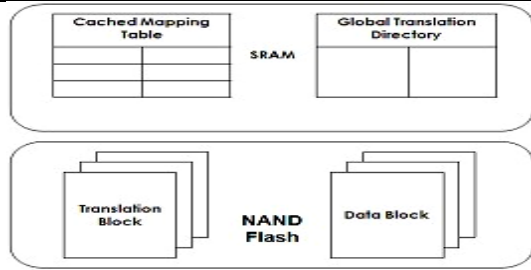 Cached Mapping
Table
SRAM
Global Translation
Directory
Translation
Block
NAND
Flash
Data Block